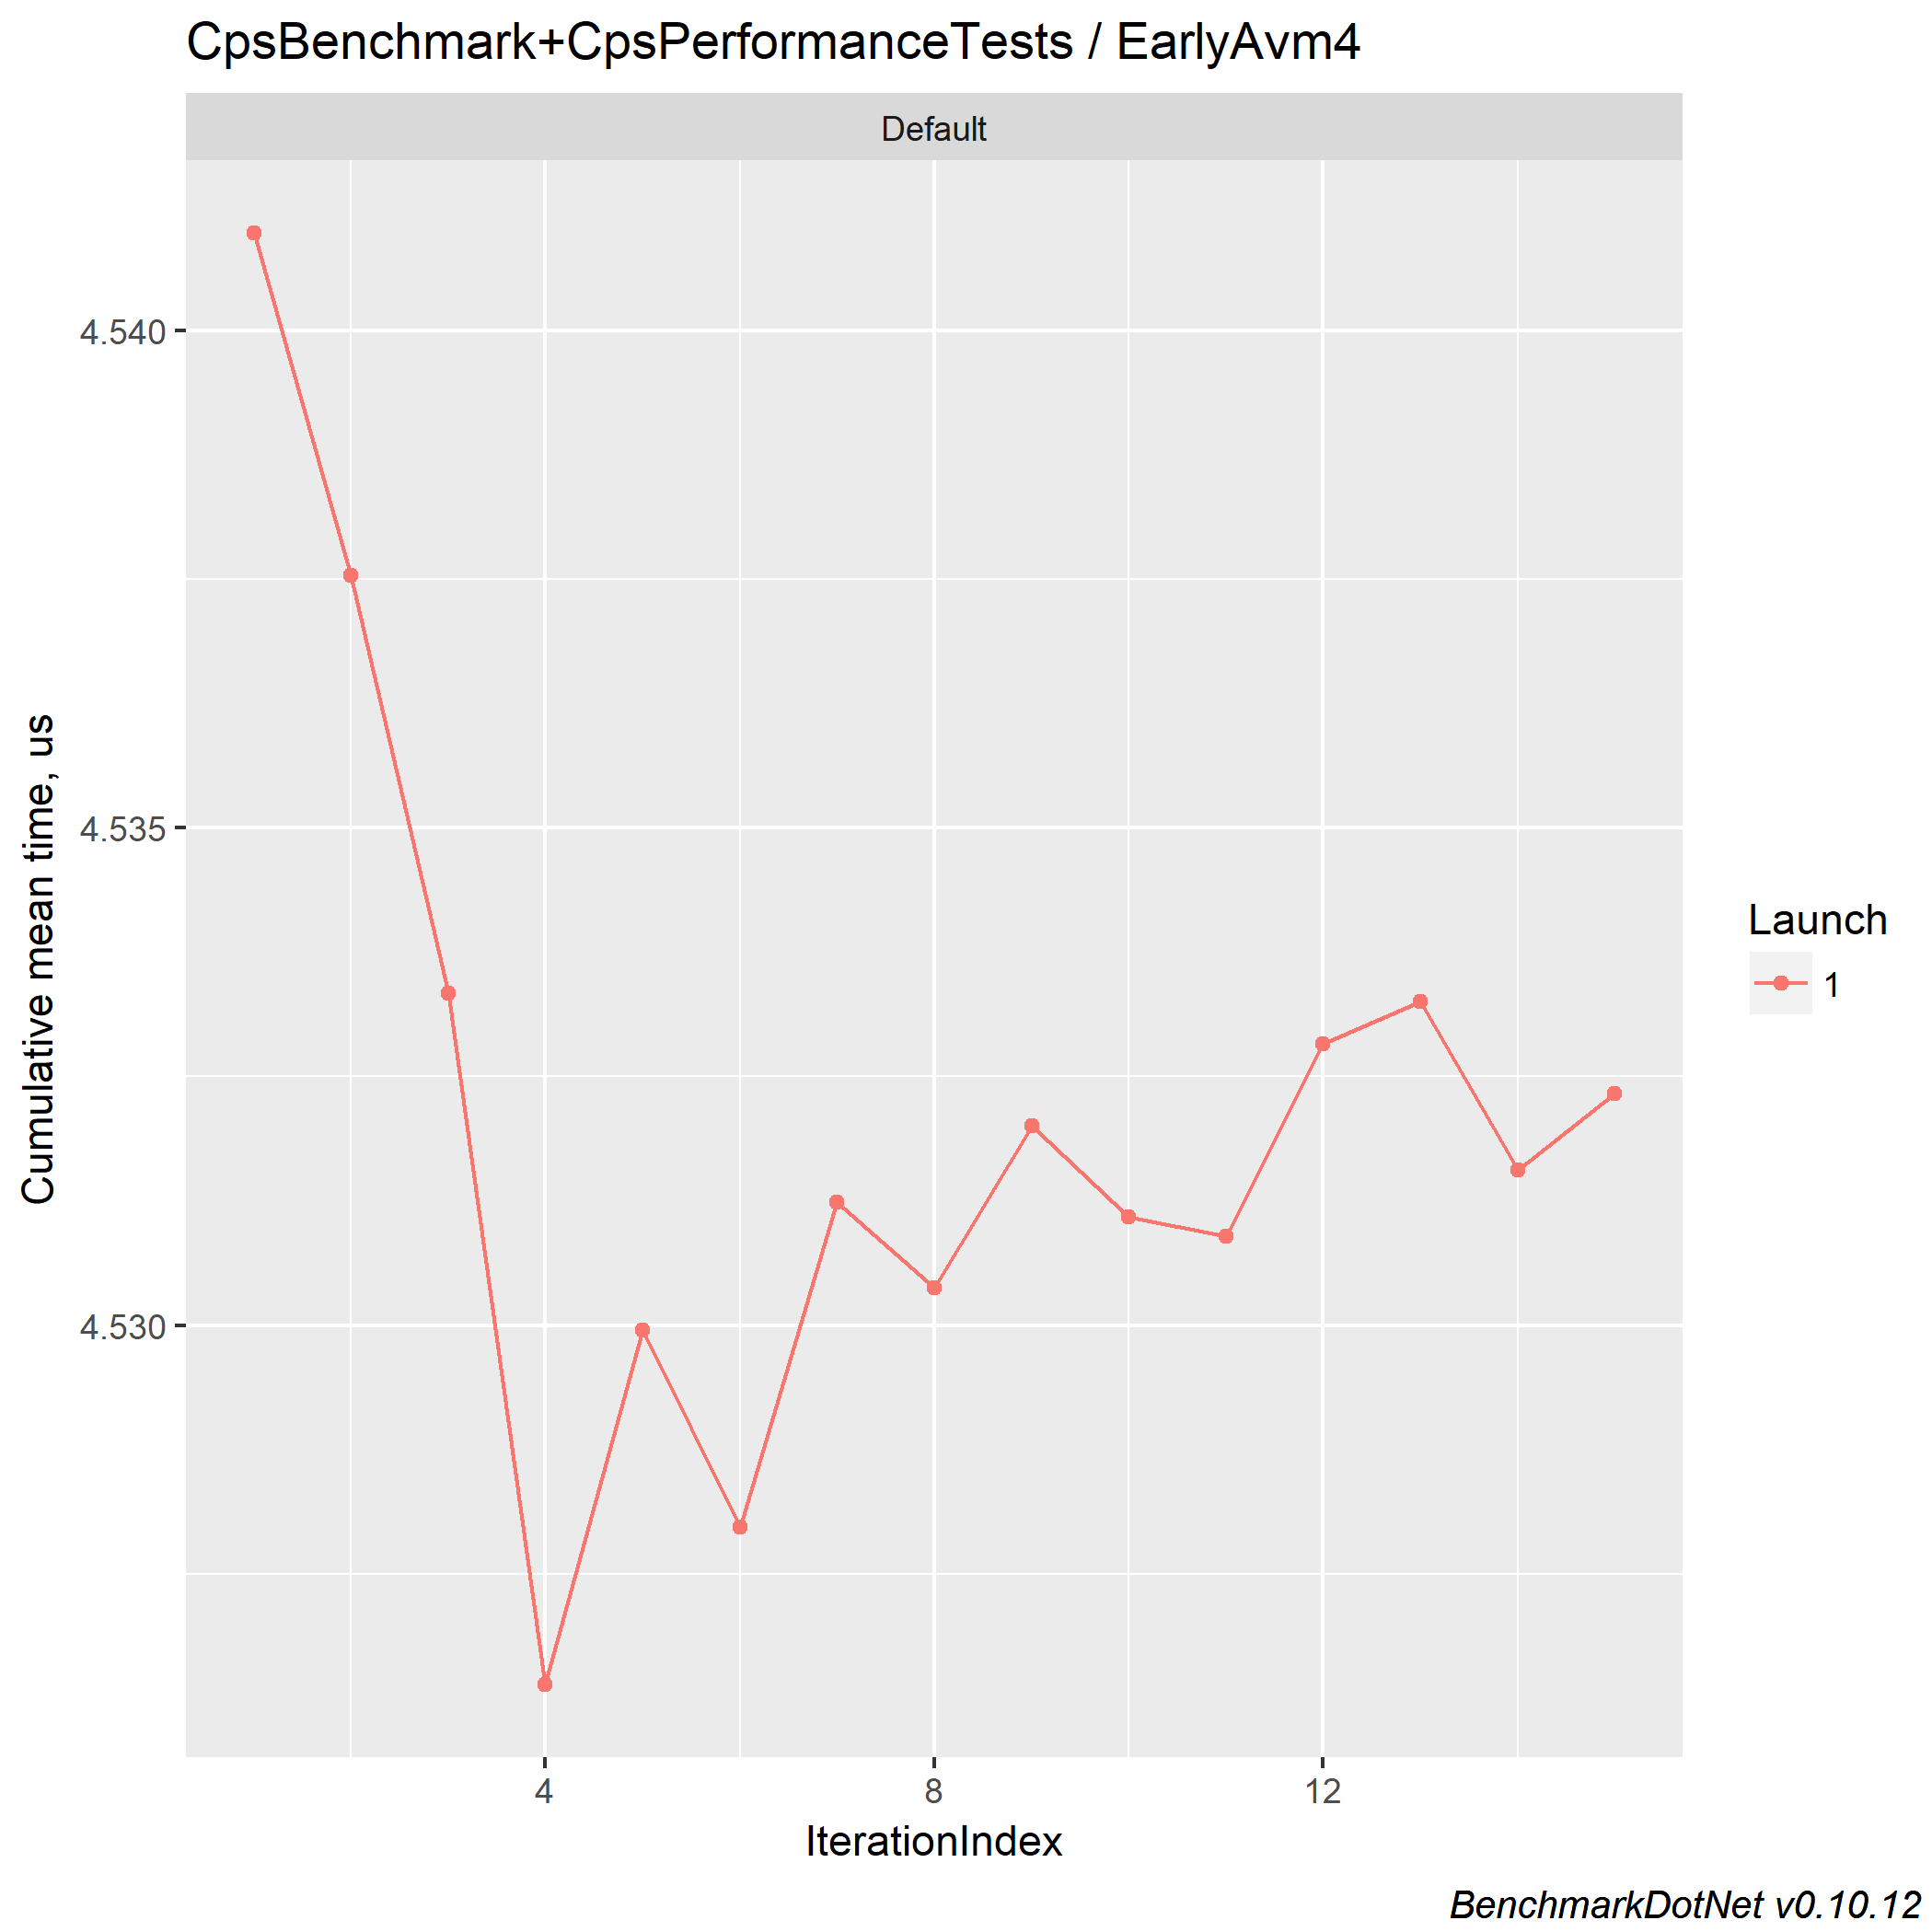 CpsBenchmark+CpsPerformanceTests / EarlyAvm4
Default
Cumulative mean time, us
4.540
4.535
4.530
4
8
12
IterationIndex
Launch
1
BenchmarkDotNet v0.10.12